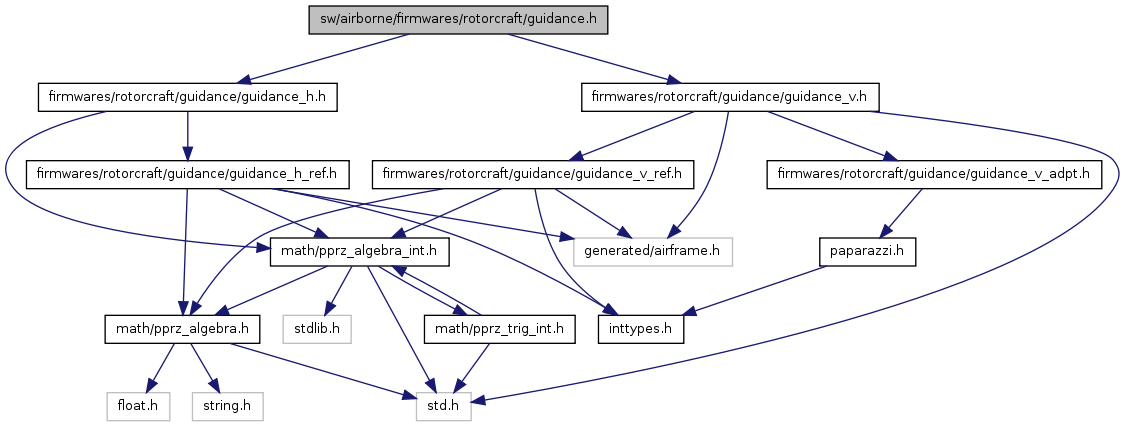 sw/airborne/firmwares/rotorcraft/guidance.h
firmwares/rotorcraft/guidance/guidance_h.h
firmwares/rotorcraft/guidance/guidance_v.h
firmwares/rotorcraft/guidance/guidance_h_ref.h
firmwares/rotorcraft/guidance/guidance_v_ref.h
firmwares/rotorcraft/guidance/guidance_v_adpt.h
math/pprz_algebra_int.h
generated/airframe.h
paparazzi.h
math/pprz_algebra.h
stdlib.h
math/pprz_trig_int.h
inttypes.h
float.h
string.h
std.h